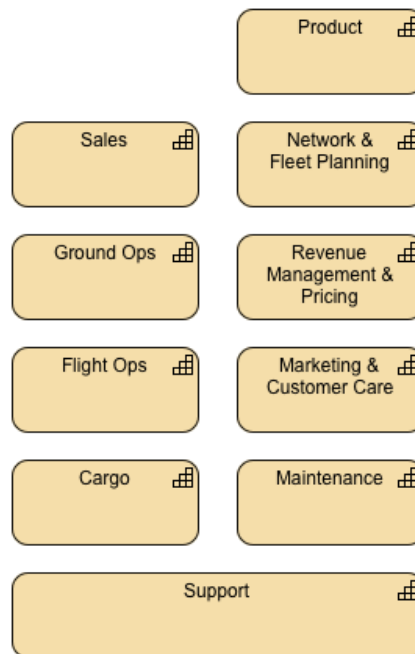 Product
Sales
Network &
Fleet Planning
Ground Ops
Revenue
Management &
Pricing
Flight Ops
Marketing &
Customer Care
Cargo
Maintenance
Support